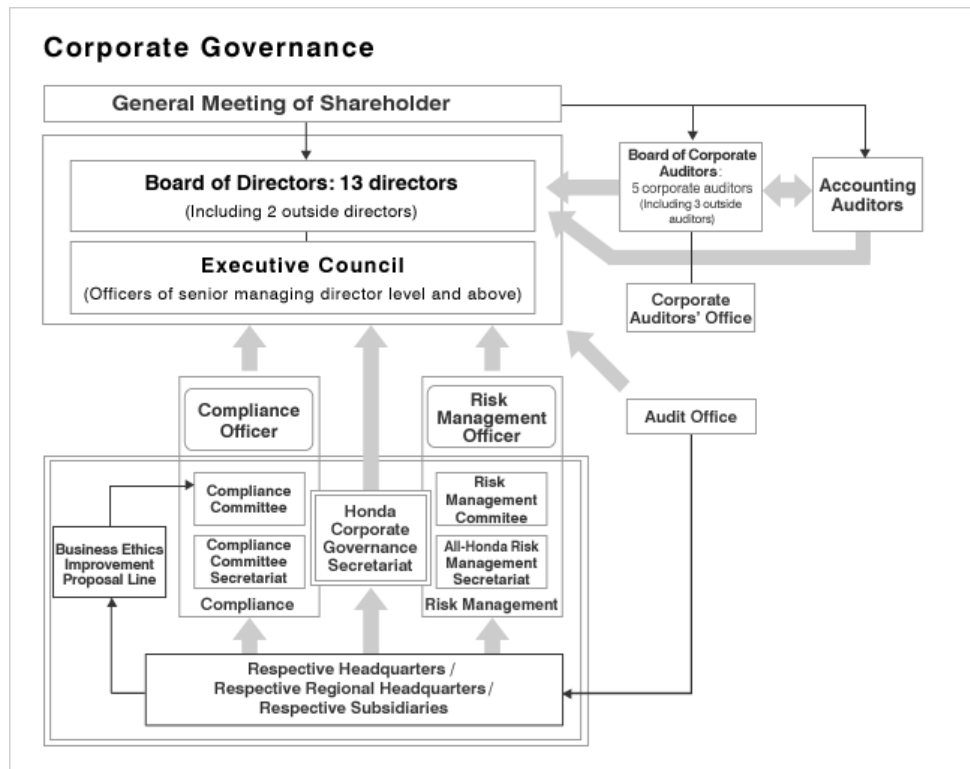 Corporate Governance
General Meeting of Shareholder
Board of Directors: 13 directors
(Including 2 outside directors)
Executive Council
(Officers of senior managing director level and above)
Board of Corporate
Auditors:
5 corporate auditors
(Including 3 outside
auditors)
Accounting
Auditors
Corporate
Auditors' Office
Audit Office
Compliance
Officer
Risk
Management
Officer
Compliance
Committee
Compliance
Committee
Secretariat
Compliance
Honda
Corporate
Governance
Secretariat
Risk
Management
Commitee
All-Honda Risk
Management
Secretariat
Risk Management
Business Ethics
Improvement
Proposal Line
Respective Headquarters /
Respective Regional Headquarters /
Respective Subsidiaries